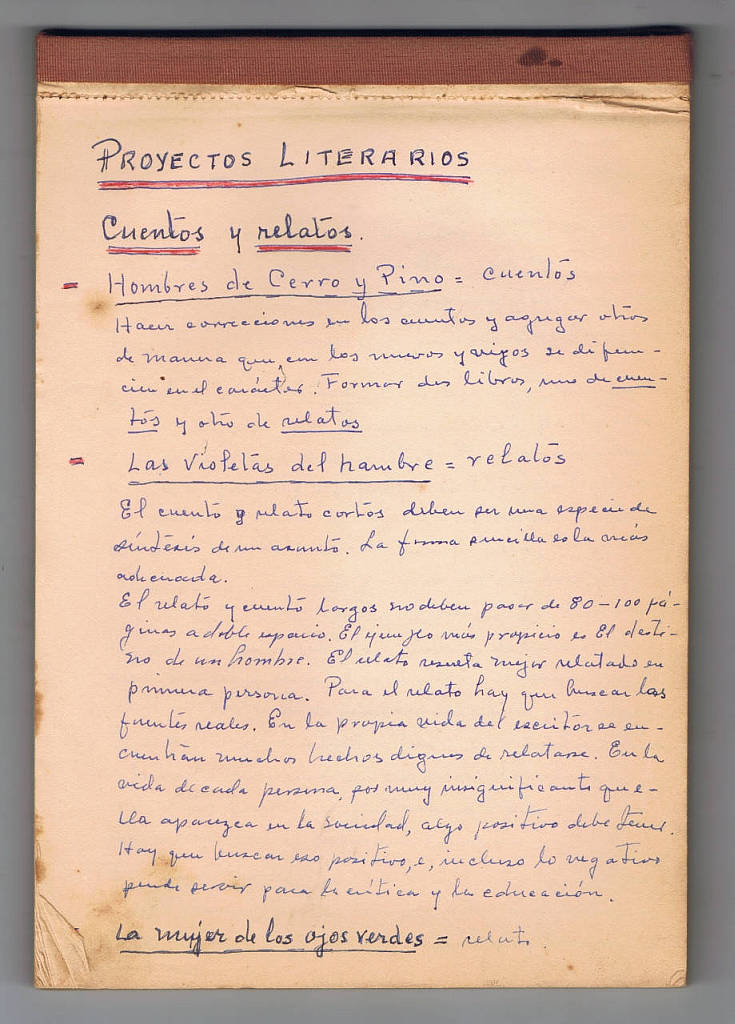 PROYECTOS LITERARIOS
Cuentos y relatos.
- Hombres de Cerro y Pino = cuentos
Hacer correcciones en los cuentos y agregar otros
de manera que, con los nuevos y viejos se diferen-
cien en el carácter. Formar dos libros, uno de cuen-
tos y otro de relatos
- Las violetas del hambre = relatos
El cuento y relato cortos deben ser una especie de
síntesis de un asunto. La forma sencilla es la más
adecuada.
El relato y cuento largos no deben pasar de 80-100 pá-
ginas a doble espacio. El ejemplo más propicio es El desti-
no de un hombre. El relato resulta mejor relatado en
primera persona. Para el relato hay que buscar las
fuentes reales. En la propia vida del escritor se en-
cuentran muchos hechos dignos de relatarse. En la
vida de cada persona, por muy insignificante que e-
lla aparezca en la sociedad, algo positivo debe tener.
Hay que buscar eso positivo, e, incluso lo negativo
puede servir para la crítica y la educación.
- La mujer de los ojos verdes = relato.